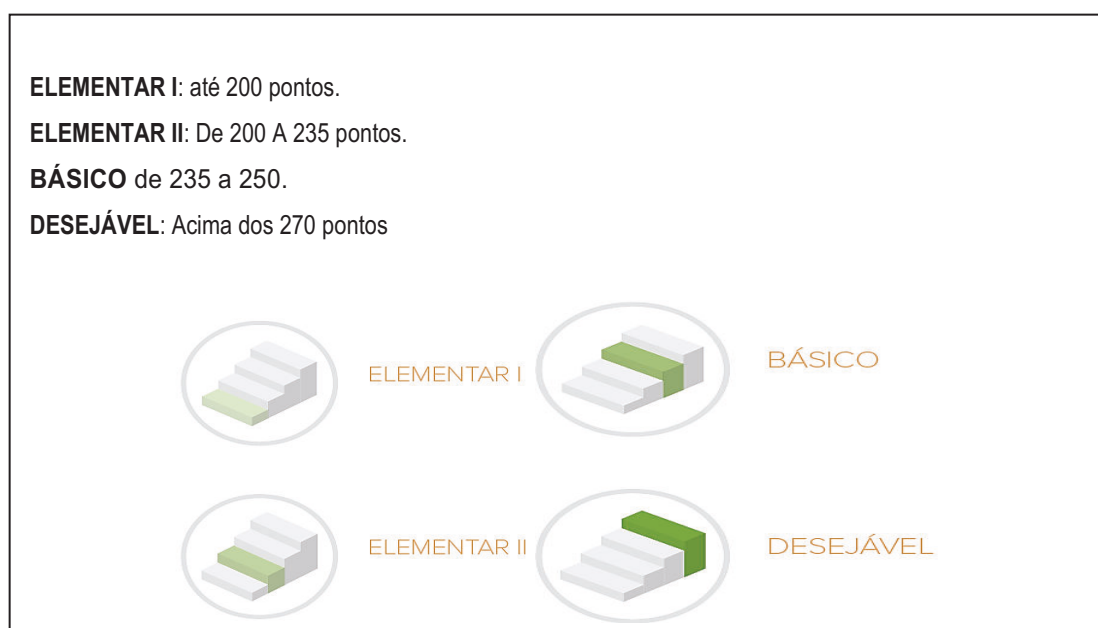 ELEMENTAR I: até 200 pontos.
ELEMENTAR II: De 200 A 235 pontos.
BÁSICO de 235 a 250.
DESEJÁVEL: Acima dos 270 pontos
ELEMENTAR I
BÁSICO
ELEMENTAR II
DESEJÁVEL